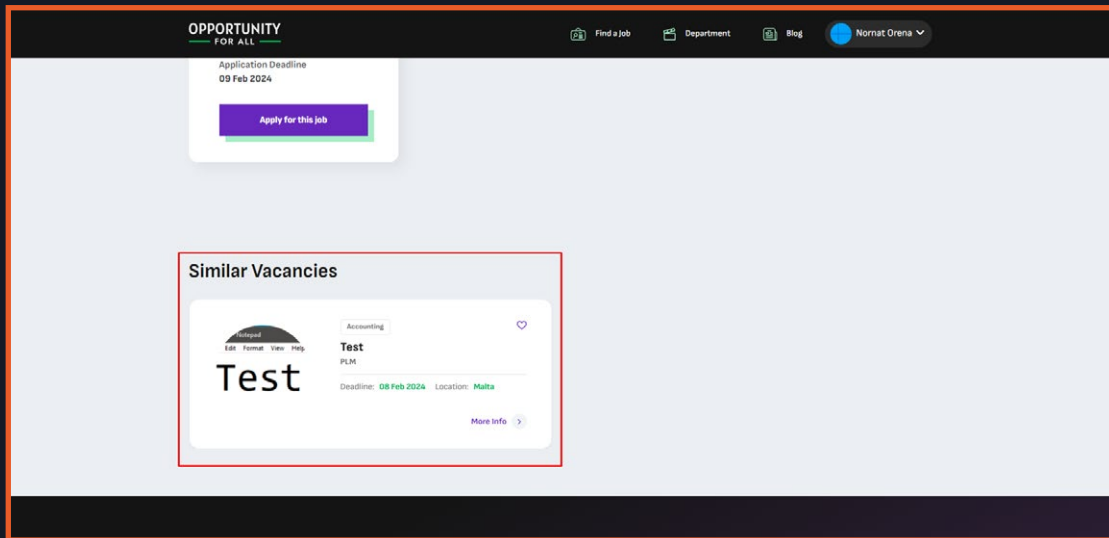 OPPORTUNITY
FOR ALL
Find a Job
Department
Blog
Nornat Orena
Application Deadline
09 Feb 2024
Apply for this job
Similar Vacancies
Notepad
Edit Format View Help
Test
Accounting
Test
PLM
Deadline: 08 Feb 2024 Location: Malta
More Info